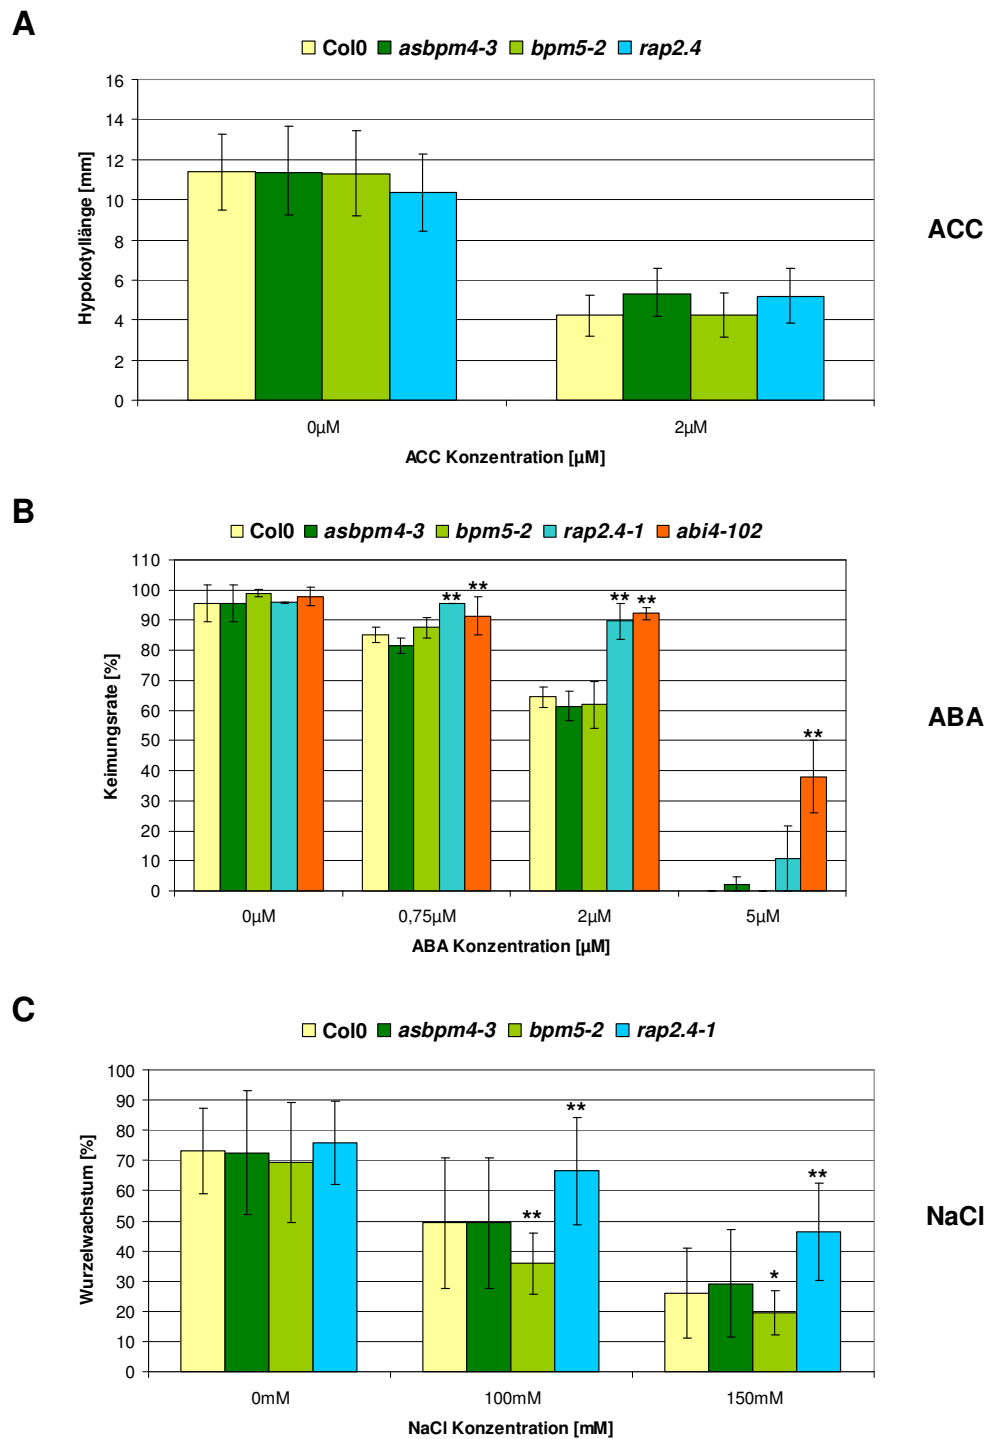 A
Col0 asbpm4-3 bpm5-2 rap2.4
16
14
12
10
8
6
4
2
0
Hypokotyllänge [mm]
0µM 2µM
ACC Konzentration [µM]
ACC
B
Col0 asbpm4-3 bpm5-2 rap2.4-1 abi4-102
110
100
90
80
70
60
50
40
30
20
10
0
Keimungsrate [%]
** **
** **
**
0µM 0,75µM 2µM 5µM
ABA Konzentration [µM]
ABA
C
Col0 asbpm4-3 bpm5-2 rap2.4-1
100
90
80
70
60
50
40
30
20
10
0
Wurzelwachstum [%]
** **
* **
0mM 100mM 150mM
NaCl Konzentration [mM]
NaCl